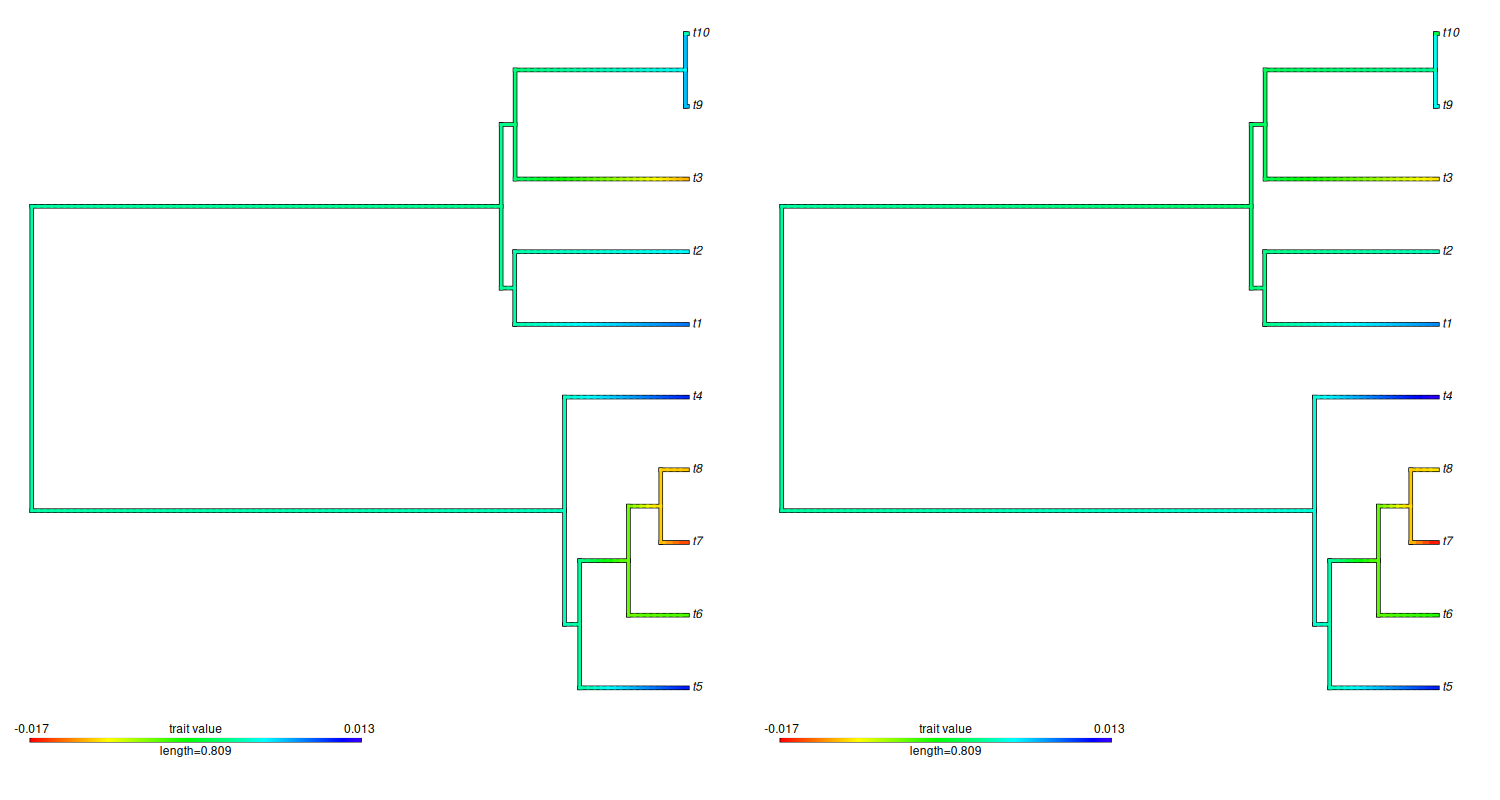 t10
t9
t3
t2
t1
t4
t8
t7
t6
t5
-0.017 trait value 0.013
length=0.809
t10
t9
t3
t2
t1
t4
t8
t7
t6
t5
-0.017 trait value 0.013
length=0.809